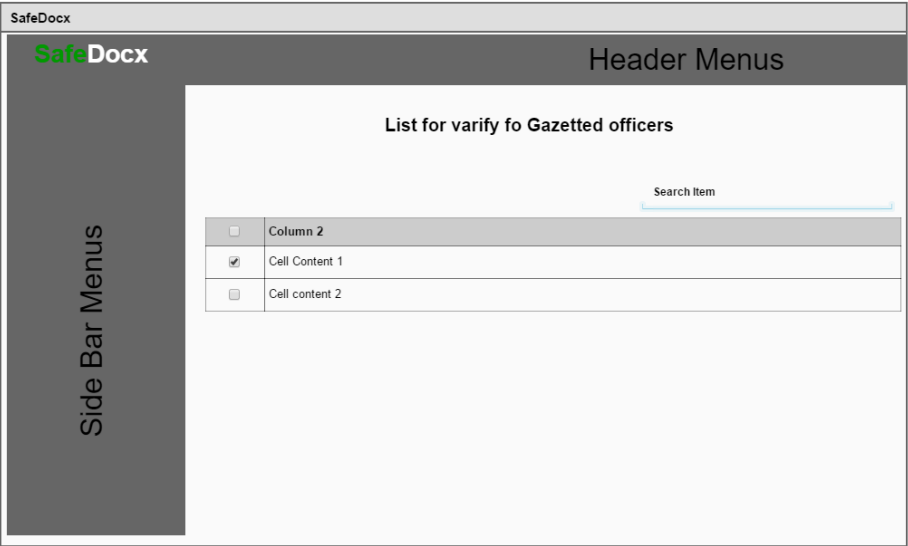 SafeDocx
SafeDocx
Header Menus
List for varify fo Gazetted officers
Search Item
Column 2
Cell Content 1
Cell content 2
Side Bar Menus